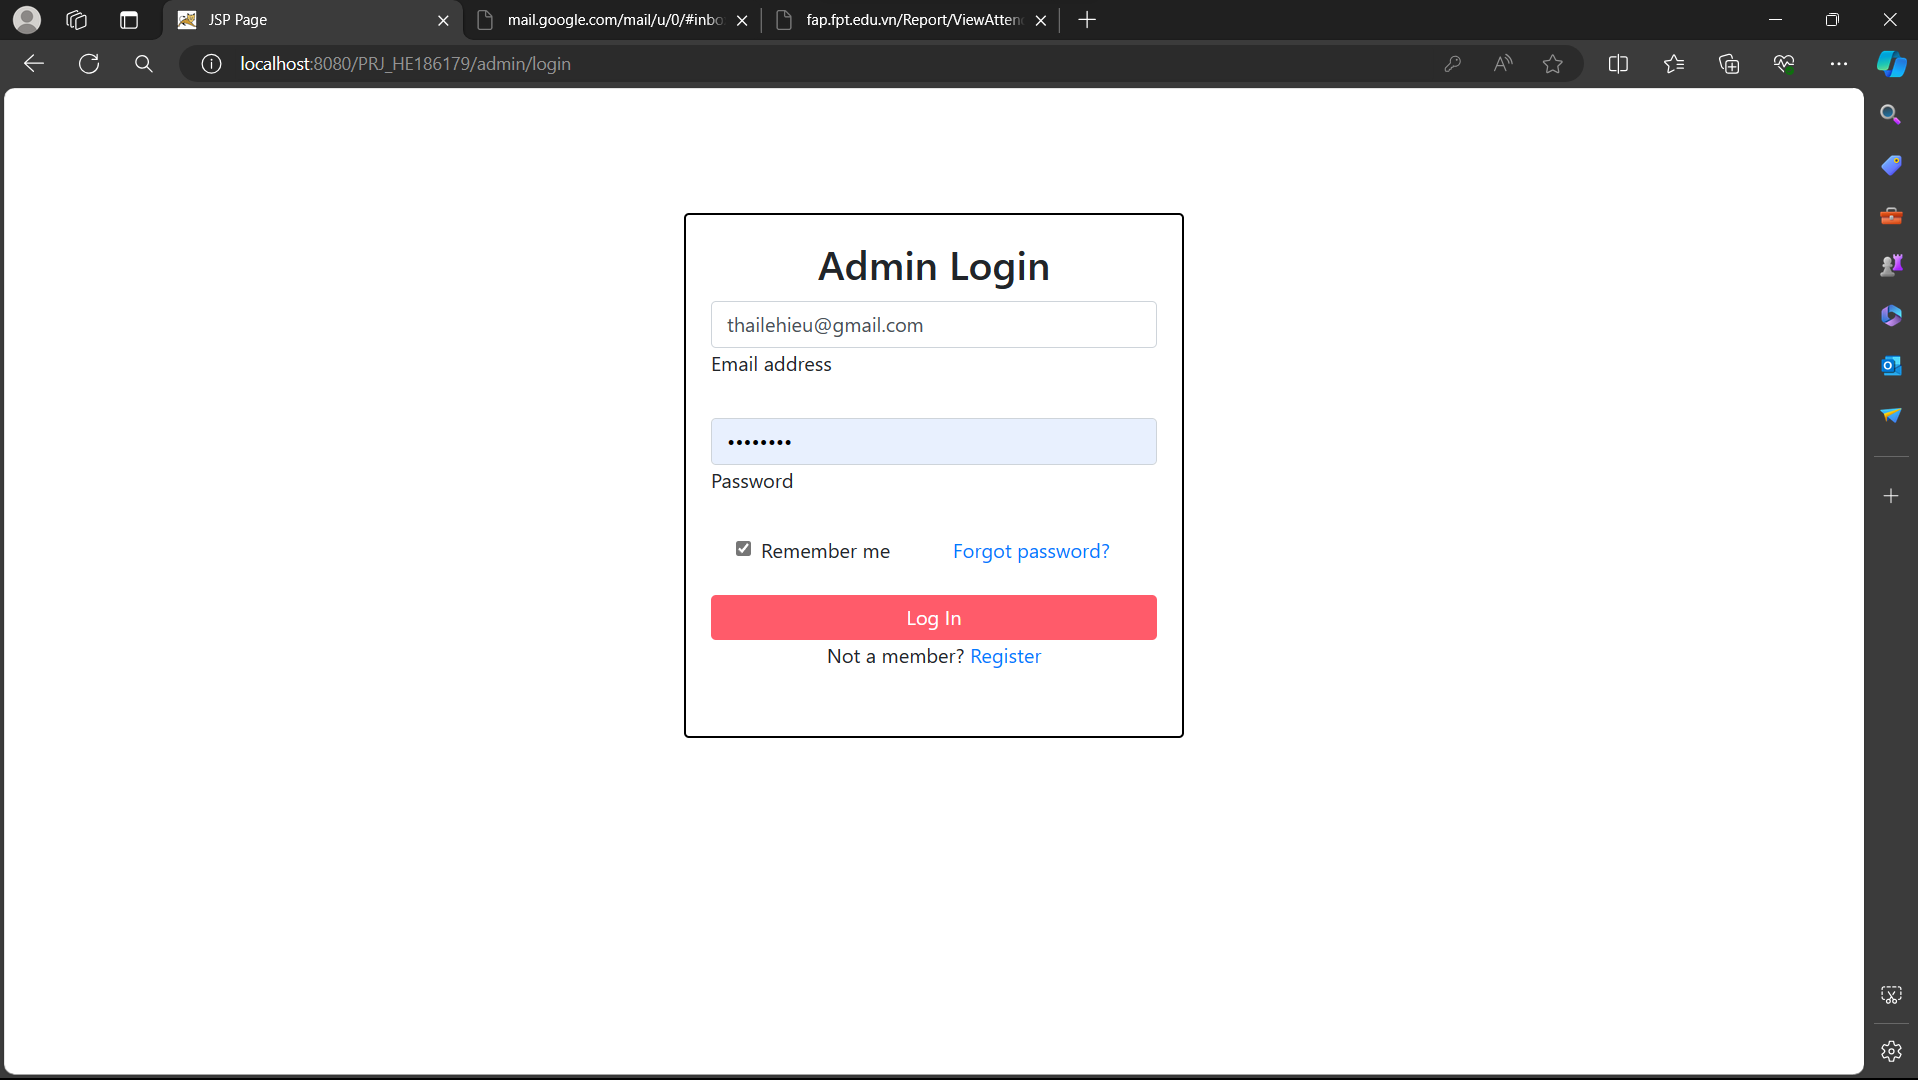 JSP Page
mail.google.com/mail/u/0/#inbo
fap.fpt.edu.vn/Report/ViewAtten
localhost:8080/PRJ_HE186179/admin/login
Admin Login
thailehieu@gmail.com
Email address
••••••••
Password
Remember me
Forgot password?
Log In
Not a member? Register